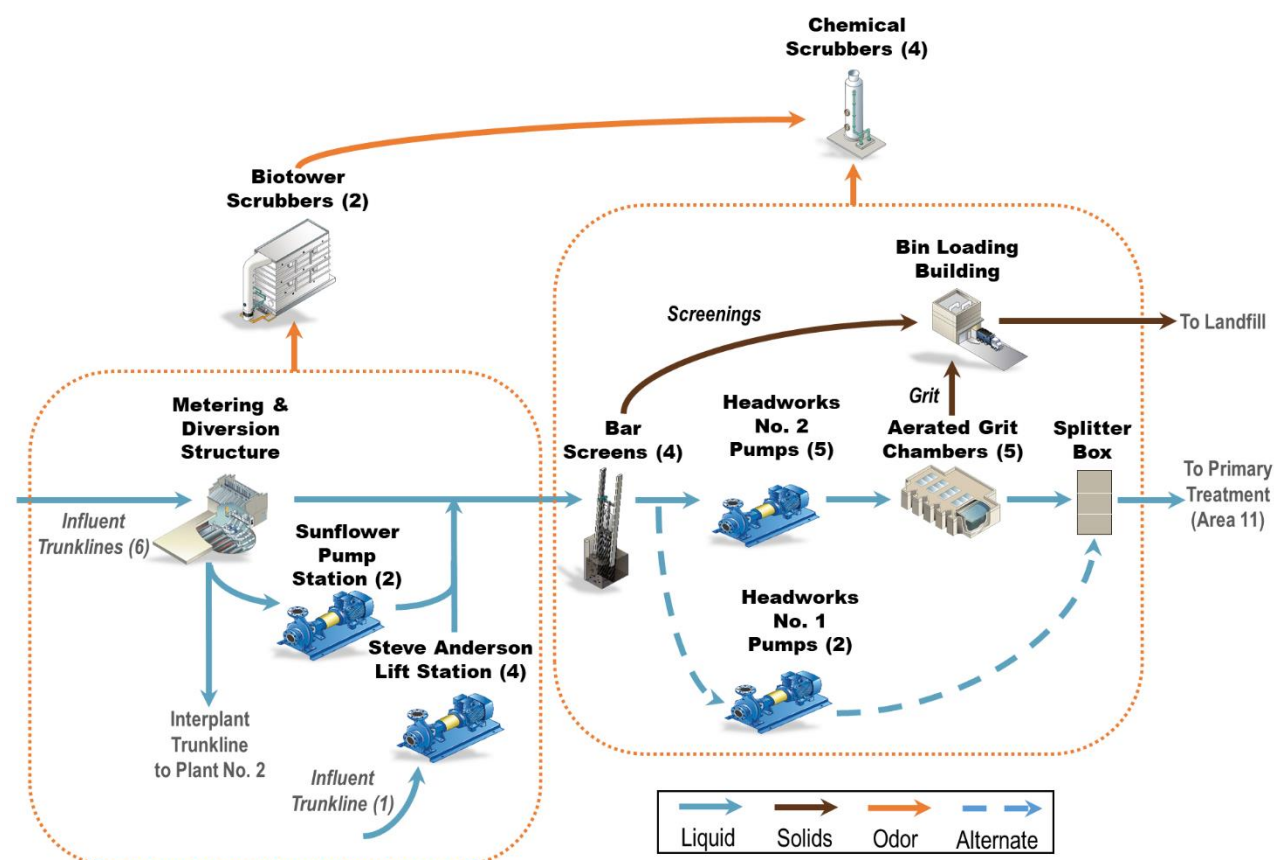 Chemical
Scrubbers (4)
Biotower
Scrubbers (2)
Bin Loading
Building
Screenings
To Landfill
Metering &
Diversion
Structure
Grit
Bar
Screens (4)
Headworks
No. 2
Pumps (5)
Aerated Grit
Chambers (5)
Splitter
Box
To Primary
Treatment
(Area 11)
Influent
Trunklines (6)
Sunflower
Pump
Station (2)
Headworks
No. 1
Pumps (2)
Steve Anderson
Lift Station (4)
Interplant
Trunkline
to Plant No. 2
Influent
Trunkline (1)
Liquid
Solids
Odor
Alternate